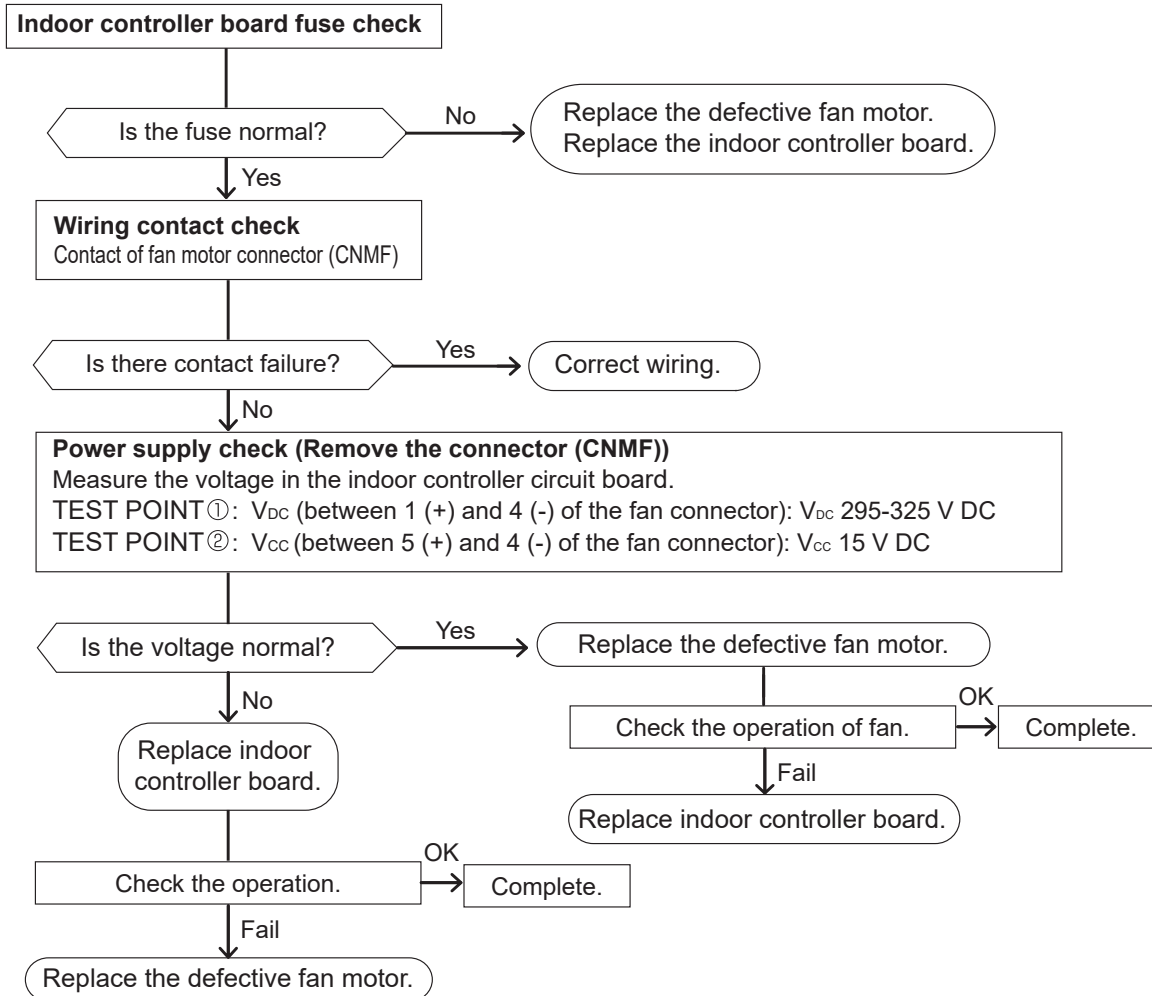 Indoor controller board fuse check
Is the fuse normal?
No
Replace the defective fan motor.
Replace the indoor controller board.
Yes
Wiring contact check
Contact of fan motor connector (CNMF)
Is there contact failure?
Yes
Correct wiring.
No
Power supply check (Remove the connector (CNMF))
Measure the voltage in the indoor controller circuit board.
TEST POINT①: VDC (between 1 (+) and 4 (-) of the fan connector): VDC 295-325 V DC
TEST POINT②: VCC (between 5 (+) and 4 (-) of the fan connector): VCC 15 V DC
Is the voltage normal?
Yes
Replace the defective fan motor.
No
Check the operation of fan.
OK
Complete.
Fail
Replace indoor controller board.
Replace indoor
controller board.
Check the operation.
OK
Complete.
Fail
Replace the defective fan motor.